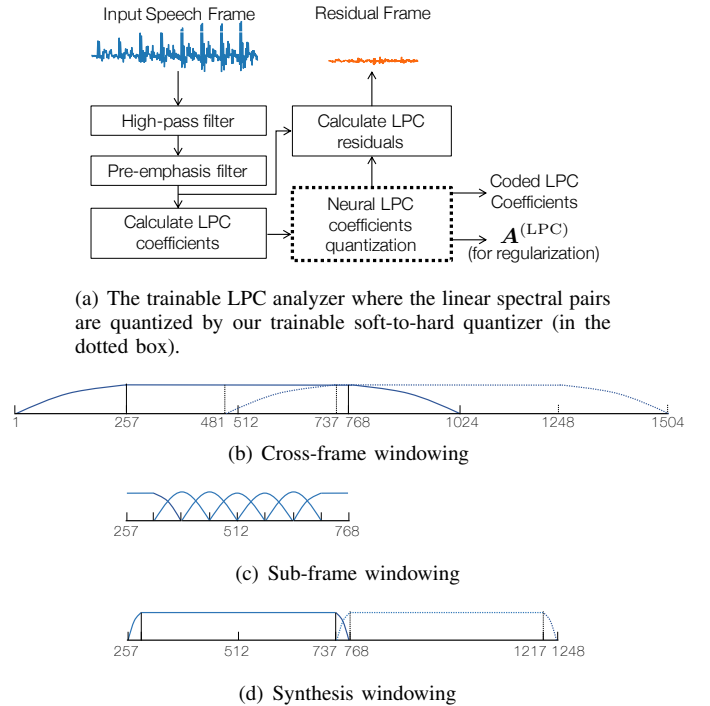 Input Speech Frame
Residual Frame
High-pass filter
Pre-emphasis filter
Calculate LPC
coefficients
Calculate LPC
residuals
Neural LPC
coefficients
quantization
Coded LPC
Coefficients
A^(LPC)
(for regularization)
(a) The trainable LPC analyzer where the linear spectral pairs
are quantized by our trainable soft-to-hard quantizer (in the
dotted box).
1 257 481 512 737 768 1024 1248 1504
(b) Cross-frame windowing
257 512 768
(c) Sub-frame windowing
257 512 737 768 1217 1248
(d) Synthesis windowing